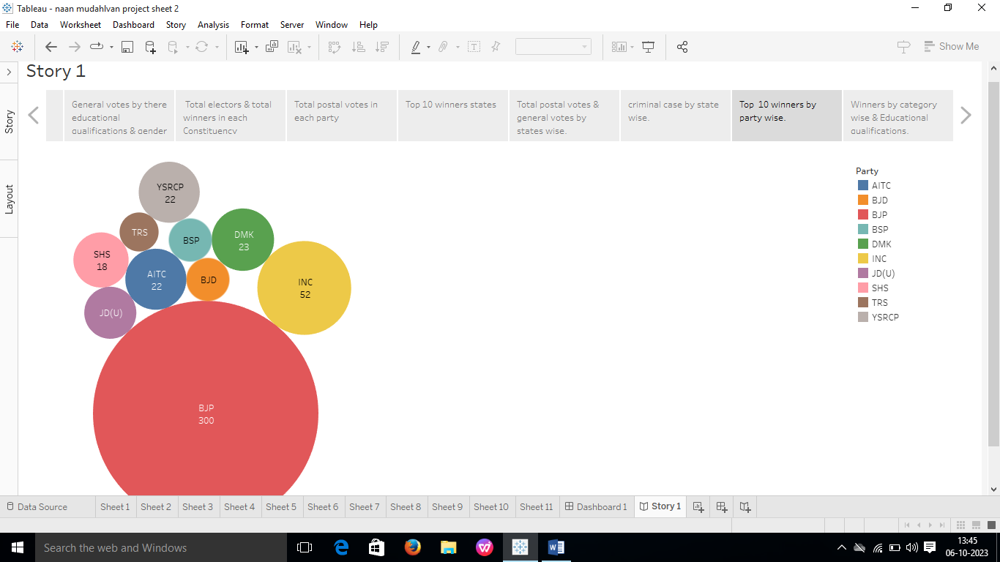 Tableau - naan mudahlvan project sheet 2
File Data Worksheet Dashboard Story Analysis Format Server Window Help
Show Me
Story
Layout
Story 1
General votes by there
educational
qualifications & gender
Total electors & total
winners in each
Constituency
Total postal votes in
each party
Top 10 winners states
Total postal votes &
general votes by
states wise.
criminal case by state
wise.
Top 10 winners by
party wise.
Winners by category
wise & Educational
qualifications.
YSRCP
22
TRS
BSP
DMK
23
SHS
18
AITC
22
BJD
INC
52
JD(U)
BJP
300
Party
AITC
BJD
BJP
BSP
DMK
INC
JD(U)
SHS
TRS
YSRCP
Data Source Sheet 1 Sheet 2 Sheet 3 Sheet 4 Sheet 5 Sheet 6 Sheet 7 Sheet 8 Sheet 9 Sheet 10 Sheet 11 Dashboard 1 Story 1
Search the web and Windows
13:45
06-10-2023